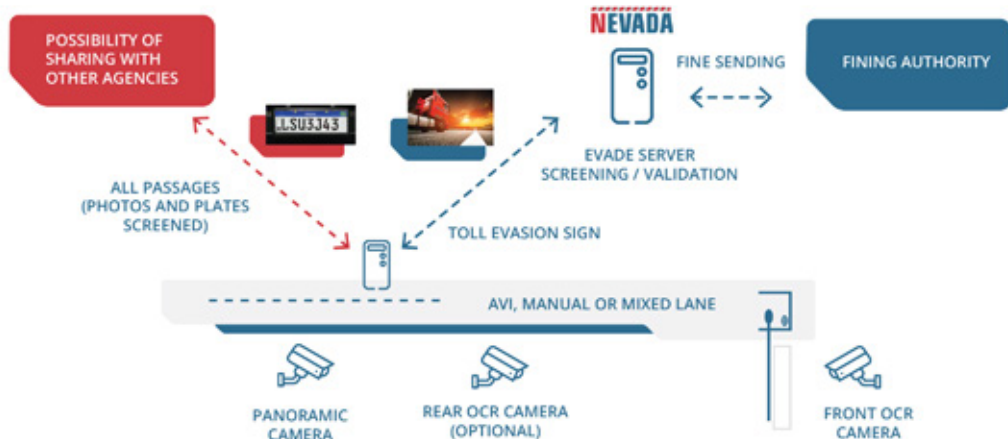 POSSIBILITY OF
SHARING WITH
OTHER AGENCIES
NEVADA
FINE SENDING
FINING AUTHORITY
LSU3J43
EVADE SERVER
SCREENING / VALIDATION
ALL PASSAGES
(PHOTOS AND PLATES
SCREENED)
TOLL EVASION SIGN
AVI, MANUAL OR MIXED LANE
PANORAMIC
CAMERA
REAR OCR CAMERA
(OPTIONAL)
FRONT OCR
CAMERA